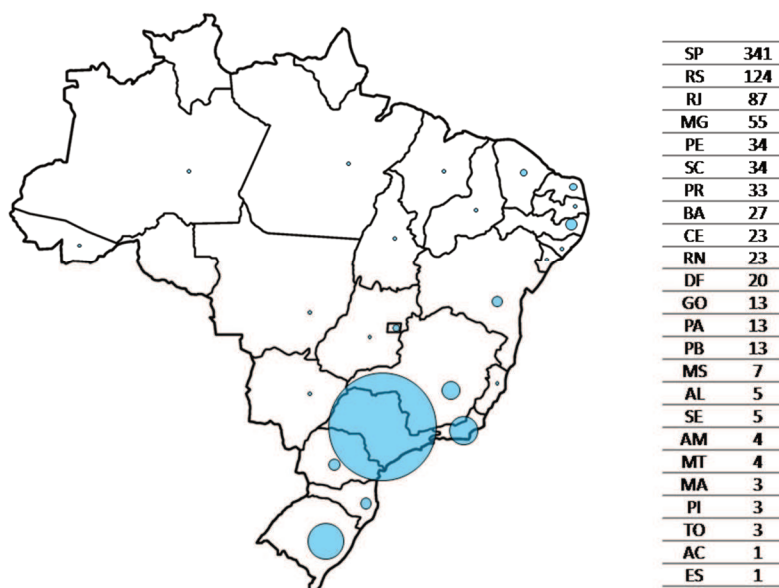 SP 341
RS 124
RJ 87
MG 55
PE 34
SC 34
PR 33
BA 27
CE 23
RN 23
DF 20
GO 13
PA 13
PB 13
MS 7
AL 5
SE 5
AM 4
MT 4
MA 3
PI 3
TO 3
AC 1
ES 1